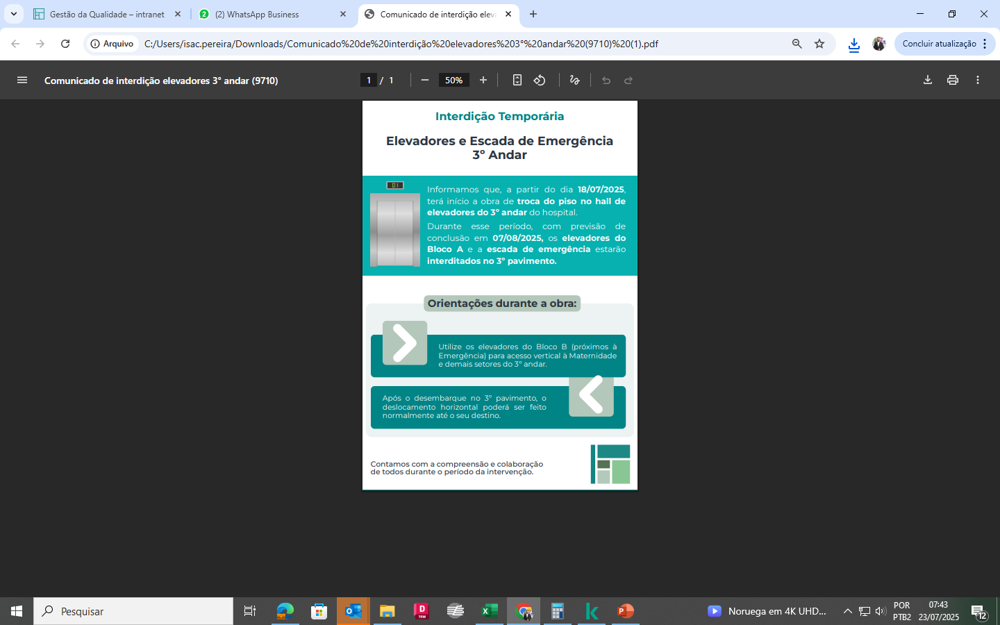 Gestão da Qualidade – intranet
(2) WhatsApp Business
Comunicado de interdição elev
Arquivo
C:/Users/isac.pereira/Downloads/Comunicado%20de%20interdição%20elevadores%203°%20andar%20(9710)%20(1).pdf
Concluir atualização
Comunicado de interdição elevadores 3° andar (9710)
1 / 1
50%
Interdição Temporária
Elevadores e Escada de Emergência
3º Andar
01
Informamos que, a partir do dia 18/07/2025,
terá início a obra de troca do piso no hall de
elevadores do 3º andar do hospital.
Durante esse período, com previsão de
conclusão em 07/08/2025, os elevadores do
Bloco A e a escada de emergência estarão
interditados no 3º pavimento.
Orientações durante a obra:
Utilize os elevadores do Bloco B (próximos à
Emergência) para acesso vertical à Maternidade
e demais setores do 3º andar.
Após o desembarque no 3º pavimento, o
deslocamento horizontal poderá ser feito
normalmente até o seu destino.
Contamos com a compreensão e colaboração
de todos durante o período da intervenção.
Pesquisar
D
TRW
Noruega em 4K UHD...
POR
PTB2
07:43
23/07/2025
12